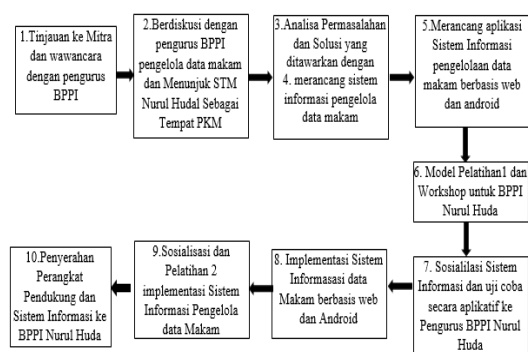 1.Tinjauan ke Mitra
dan wawancara
dengan pengurus
BPPI
2.Berdiskusi dengan
pengurus BPPI
pengelola data makam
dan Menunjuk STM
Nurul Hudal Sebagai
Tempat PKM
3.Analisa Permasalahan
dan Solusi yang
ditawarkan dengan
4. merancang sistem
informasi pengelola
data makam
5.Merancang aplikasi
Sistem Informasi
pengelolaan data
makam berbasis web
dan android
6. Model Pelatihan1 dan
Workshop untuk BPPI
Nurul Huda
7. Sosialilasi Sistem
Informasi dan uji coba
secara aplikatif ke
Pengurus BPPI Nurul
Huda
8. Implementasi Sistem
Informasasi data
Makam berbasis web
dan Android
9.Sosialisasi dan
Pelatihan 2
implementasi Sistem
Informasi Pengelola
data Makam
10.Penyerahan
Perangkat
Pendukung dan
Sistem Informasi ke
BPPI Nurul Huda